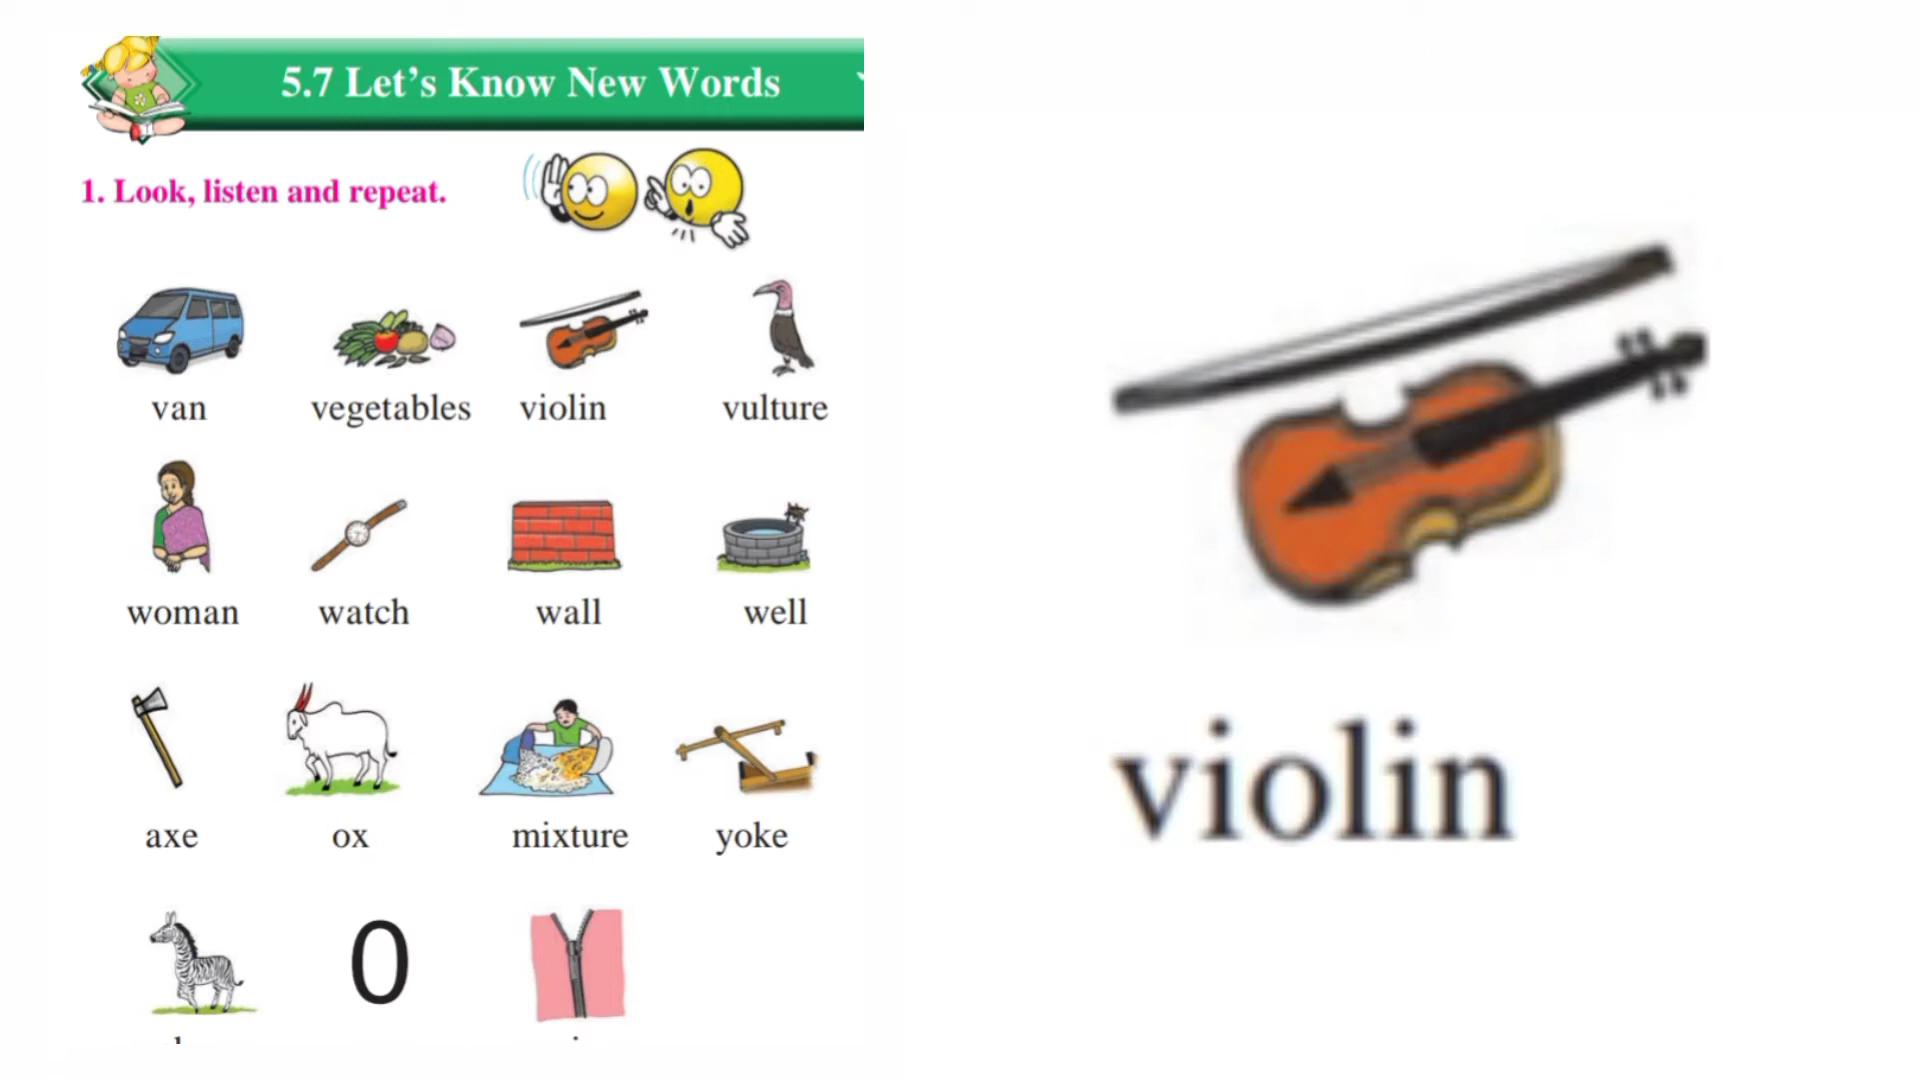 5.7 Let's Know New Words
1. Look, listen and repeat.
van vegetables violin vulture
woman watch wall well
axe ox mixture yoke
0
violin